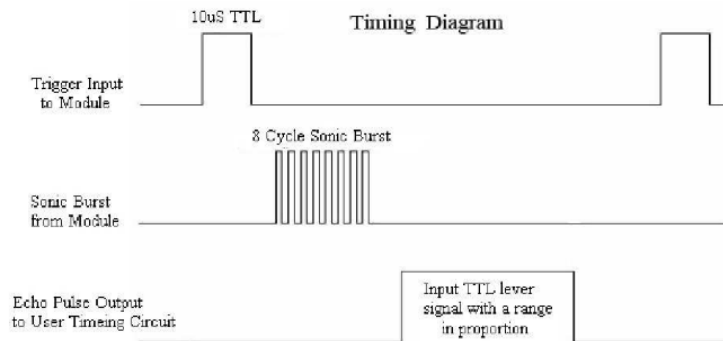 10uS TTL
Timing Diagram
Trigger Input
to Module
8 Cycle Sonic Burst
Sonic Burst
from Module
Echo Pulse Output
to User Timeing Circuit
Input TTL lever
signal with a range
in proportion